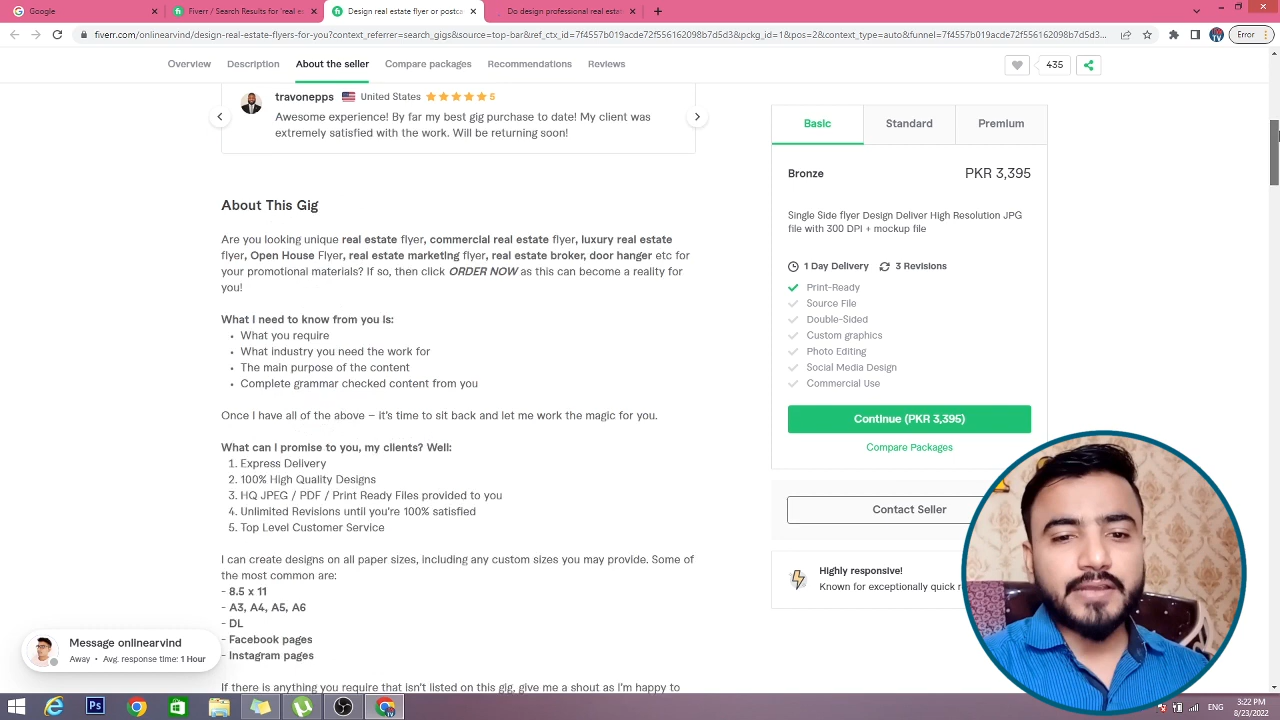 Google
Fiverr / Search Results for 'real es
Design real estate flyer or postca
Do design professional real estate
fiverr.com/onlinearvind/design-real-estate-flyers-for-you?context_referrer=search_gigs&source=top-bar&ref_ctx_id=7f4557b019acde72f556162098b7d5d3&pckg_id=1&pos=2&context_type=auto&funnel=7f4557b019acde72f556162098b7d5d3...
Error
Overview
Description
About the seller
Compare packages
Recommendations
Reviews
435
travonepps
United States
5
Awesome experience! By far my best gig purchase to date! My client was
extremely satisfied with the work. Will be returning soon!
Basic
Standard
Premium
Bronze
PKR 3,395
Single Side flyer Design Deliver High Resolution JPG
file with 300 DPI + mockup file
1 Day Delivery
3 Revisions
Print-Ready
Source File
Double-Sided
Custom graphics
Photo Editing
Social Media Design
Commercial Use
Continue (PKR 3,395)
Compare Packages
Contact Seller
Highly responsive!
Known for exceptionally quick r
About This Gig
Are you looking unique real estate flyer, commercial real estate flyer, luxury real estate
flyer, Open House Flyer, real estate marketing flyer, real estate broker, door hanger etc for
your promotional materials? If so, then click ORDER NOW as this can become a reality for
you!
What I need to know from you is:
• What you require
• What industry you need the work for
• The main purpose of the content
• Complete grammar checked content from you
Once I have all of the above – it's time to sit back and let me work the magic for you.
What can I promise to you, my clients? Well:
1. Express Delivery
2. 100% High Quality Designs
3. HQ JPEG / PDF / Print Ready Files provided to you
4. Unlimited Revisions until you're 100% satisfied
5. Top Level Customer Service
I can create designs on all paper sizes, including any custom sizes you may provide. Some of
the most common are:
- 8.5 x 11
- A3, A4, A5, A6
- DL
- Facebook pages
- Instagram pages
If there is anything you require that isn't listed on this gig, give me a shout as I'm happy to
Message onlinearvind
Away • Avg. response time: 1 Hour
ENG
3:22 PM
8/23/2022